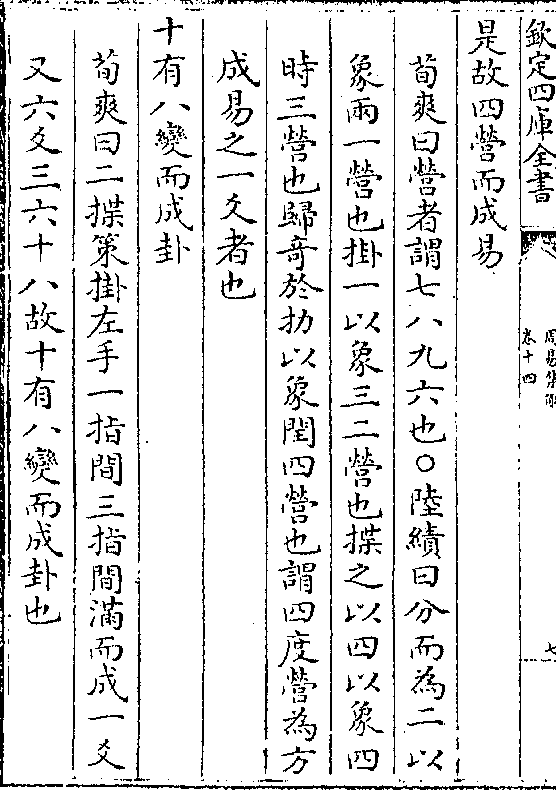 欽定四庫全書
周易集解
卷十四
七
是故四營而成易
荀爽曰營者謂七八九六也○陸績曰分而為二以
象兩一營也掛一以象三二營也揲之以四以象四
時三營也歸奇於扐以象閏四營也謂四度營為方
成易之一爻者也
十有八變而成卦
荀爽曰二揲策掛左手一指間三指間滿而成一爻
又六爻三六十八故十有八變而成卦也